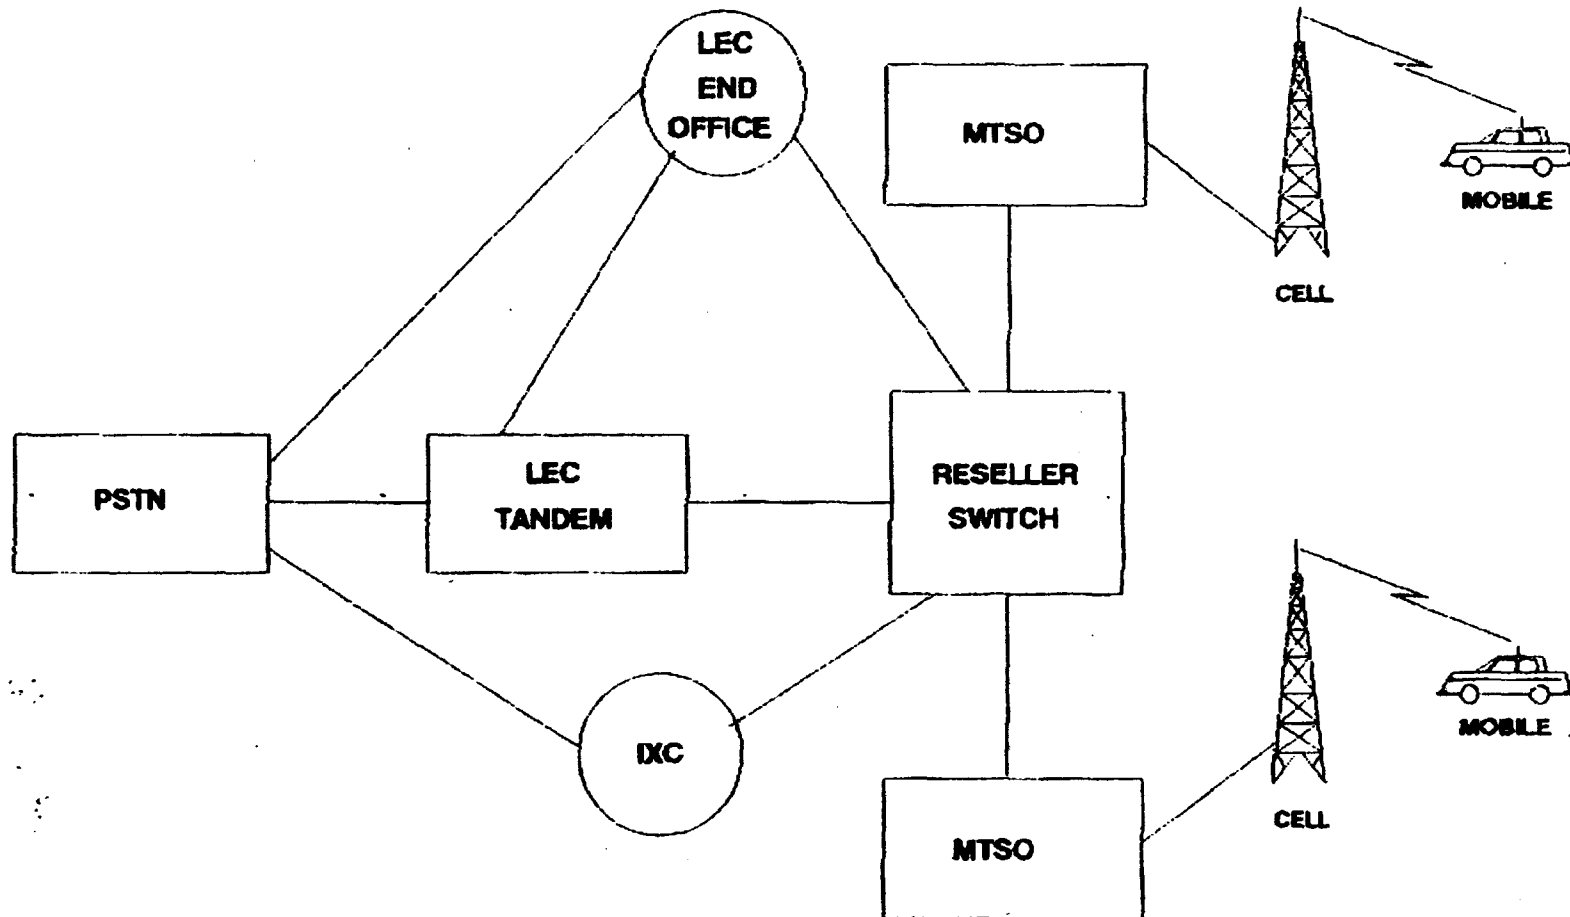 LEC
END
OFFICE
MTSO
MOBILE
CELL
PSTN
LEC
TANDEM
RESELLER
SWITCH
IXC
MTSO
CELL
MOBILE